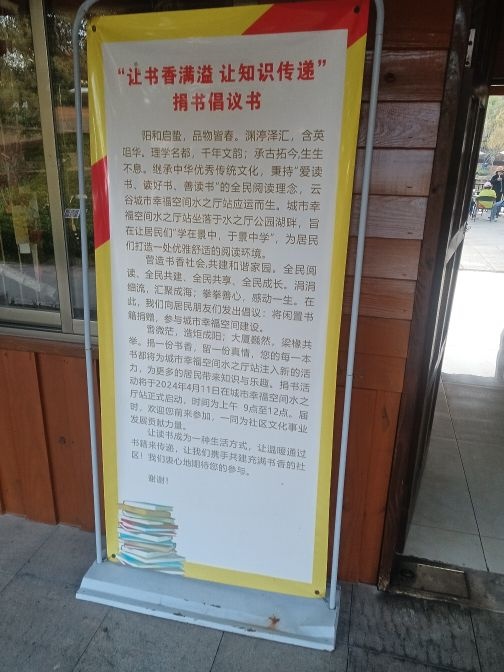 “让书香满溢 让知识传递”
捐书倡议书
阳和启蛰，品物皆春。渊渟泽汇，含英
咀华。理学名都，千年文韵；承古拓今,生生
不息。继承中华优秀传统文化，秉持“爱读
书、读好书、善读书”的全民阅读理念，云
谷城市幸福空间水之厅站应运而生。城市幸
福空间水之厅站坐落于水之厅公园湖畔，旨
在让居民们“学在景中，于景中学”，为居民
们打造一处优雅舒适的阅读环境。
营造书香社会,共建和谐家园。全民阅
读、全民共建、全民共享、全民成长。涓涓
细流，汇聚成海；拳拳善心，感动一生。在
此，我们向居民朋友们发出倡议：将闲置书
籍捐赠，参与城市幸福空间建设。
萤微茫，造炬成阳；大厦巍然，梁椽共
举。捐一份书香，留一份真情，您的每一本
书都将为城市幸福空间水之厅站注入新的活
力，为更多的居民带来知识与乐趣。捐书活
动将于2024年4月11日在城市幸福空间水之
厅站正式启动，时间为上午 9点至12点。届
时，欢迎您前来参加，一同为社区文化事业
发展贡献力量。
让读书成为一种生活方式，让温暖通过
书籍来传递，让我们携手共建充满书香的社
区！我们衷心地期待您的参与。
谢谢！